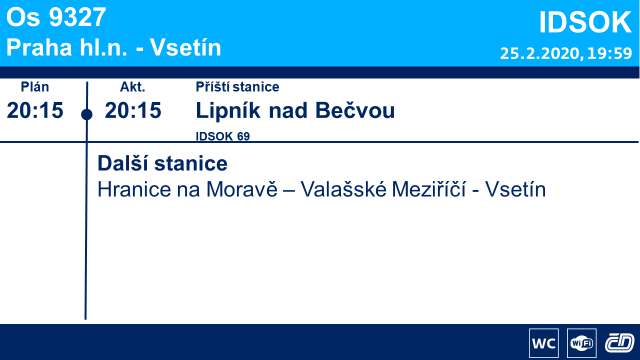 Os 9327
IDSOK
Praha hl.n. - Vsetín
25.2.2020, 19:59
Plán
Akt.
Příští stanice
20:15
20:15
Lipník nad Bečvou
IDSOK 69
Další stanice
Hranice na Moravě – Valašské Meziříčí - Vsetín
WC
WiFi
ČD